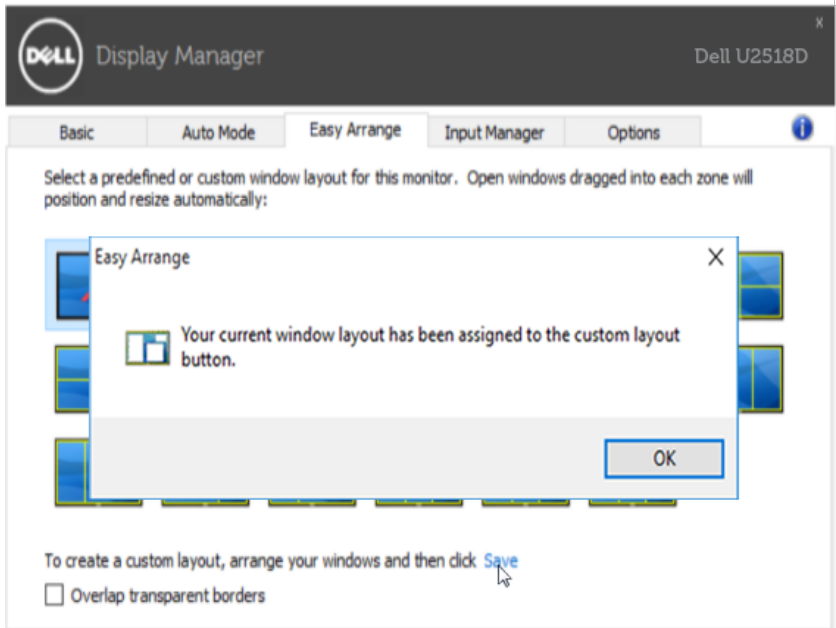 DELL
Display Manager
X
Dell U2518D
Basic
Auto Mode
Easy Arrange
Input Manager
Options
Select a predefined or custom window layout for this monitor. Open windows dragged into each zone will
position and resize automatically:
Easy Arrange
Your current window layout has been assigned to the custom layout
button.
OK
To create a custom layout, arrange your windows and then click Save
Overlap transparent borders